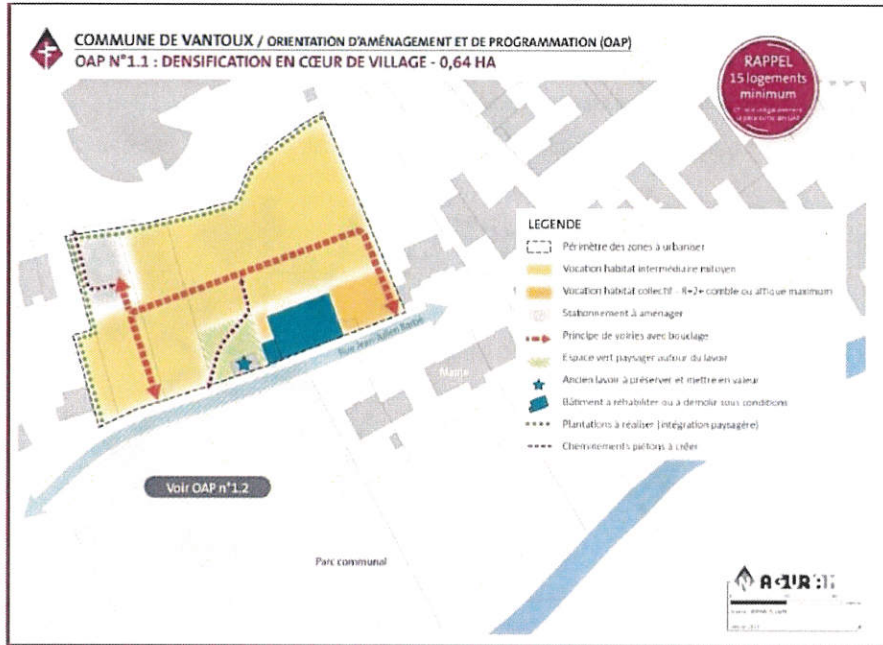 COMMUNE DE VANTOUX / ORIENTATION D'AMÉNAGEMENT ET DE PROGRAMMATION (OAP)
OAP N°1.1 : DENSIFICATION EN CŒUR DE VILLAGE - 0,64 HA
RAPPEL
15 logements
minimum
LEGENDE
Périmètre des zones à urbaniser
Vocation habitat intermédiaire mitoyen
Vocation habitat collectif - R+2+ comble ou attique maximum
Stationnement à aménager
Principe de voiries avec bouclage
Espace vert paysager autour du lavoir
Ancien lavoir à préserver et mettre en valeur
Bâtiment à réhabiliter ou à démolir sous conditions
Plantations à réaliser (intégration paysagère)
Cheminements piétons à créer
Rue Jean-Julien Barbé
Mairie
Voir OAP n°1.2
Parc communal